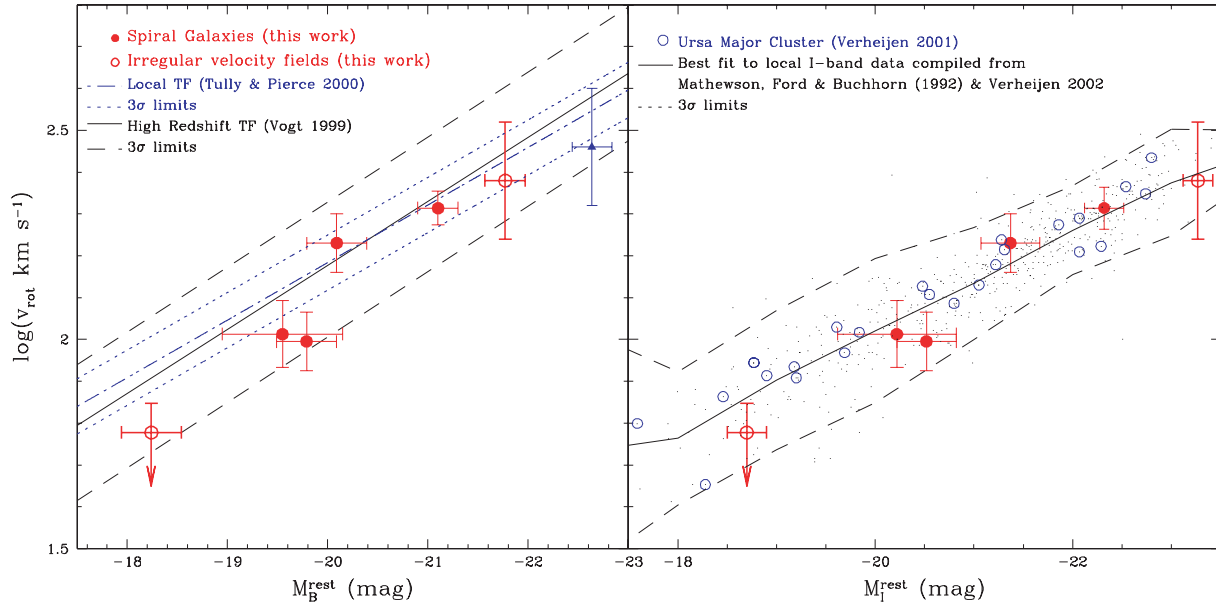 Spiral Galaxies (this work)
Irregular velocity fields (this work)
Local TF (Tully & Pierce 2000)
3σ limits
High Redshift TF (Vogt 1999)
3σ limits
2.5
2.0
1.5
log(v_rot km s⁻¹)
-18
-19
-20
-21
-22
-23
M_B^rest (mag)
Ursa Major Cluster (Verheijen 2001)
Best fit to local I-band data compiled from
Mathewson, Ford & Buchhorn (1992) & Verheijen 2002
3σ limits
-18
-20
-22
M_I^rest (mag)